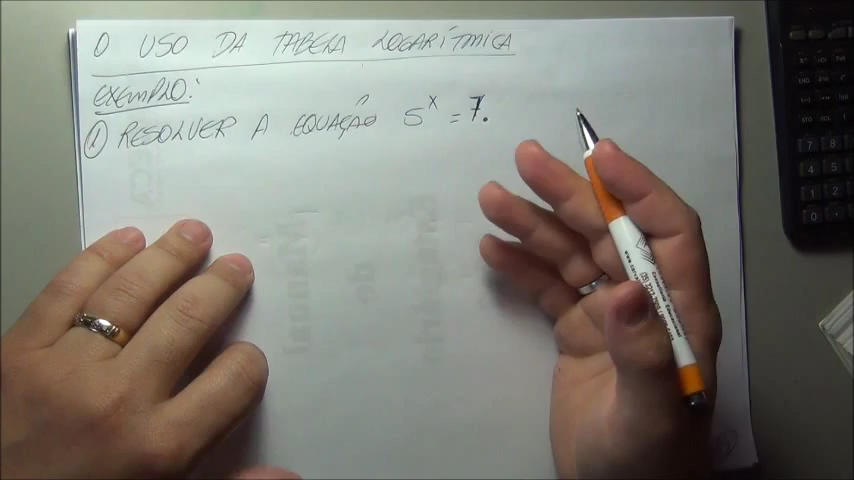 O USO DA TABELA LOGARÍTMICA
EXEMPLO:
1) RESOLVER A EQUAÇÃO 5^x = 7.